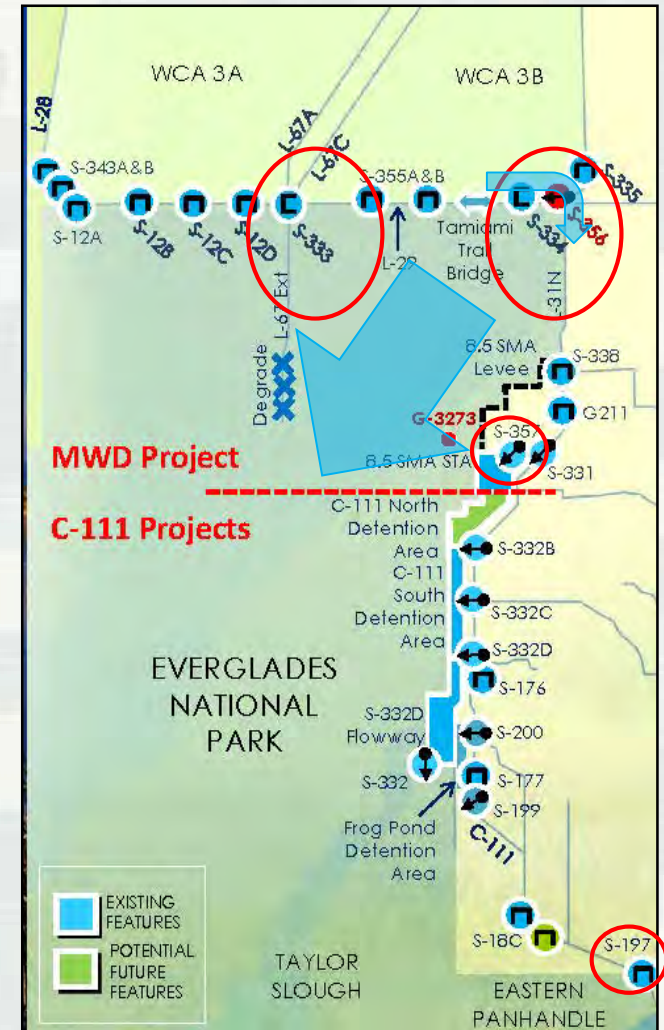 WCA 3A
WCA 3B
L-28
L-67A
L-67C
S-343A&B
S-355A&B
S-335
S-12A
S-12B
S-12C
S-12D
S-333
L-29
Tamiami
Trail
Bridge
S-334
S-356
L-67 Ext
L-31N
Degrade
8.5 SMA
Levee
S-338
G-3273
G211
S-357
MWD Project
8.5 SMA STA
S-331
C-111 Projects
C-111 North
Detention
Area
S-332B
C-111
South
Detention
Area
S-332C
S-332D
S-176
EVERGLADES
NATIONAL
PARK
S-332D
Flowway
S-200
S-332
S-177
S-199
Frog Pond
Detention
Area
C-111
EXISTING
FEATURES
POTENTIAL
FUTURE
FEATURES
S-18C
S-197
TAYLOR
SLOUGH
EASTERN
PANHANDLE